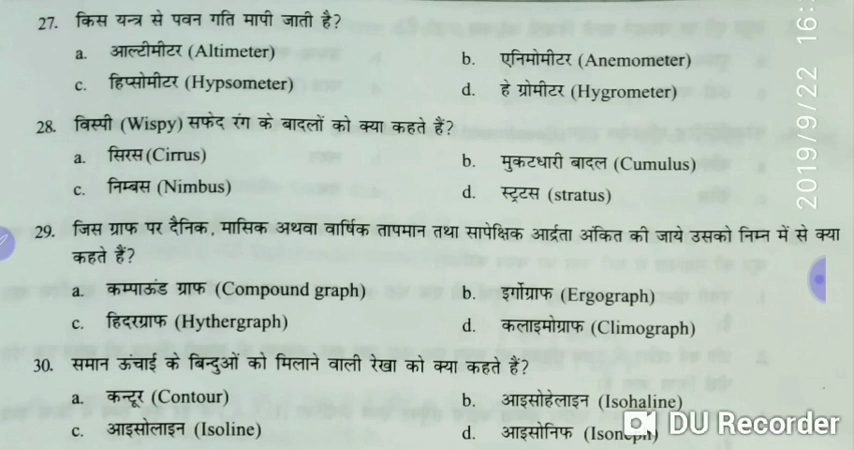 27. किस यन्त्र से पवन गति मापी जाती है?
a. आल्टीमीटर (Altimeter) b. एनिमोमीटर (Anemometer)
c. हिप्सोमीटर (Hypsometer) d. हे ग्रोमीटर (Hygrometer)
28. विस्पी (Wispy) सफेद रंग के बादलों को क्या कहते हैं?
a. सिरस (Cirrus) b. मुकटधारी बादल (Cumulus)
c. निम्बस (Nimbus) d. स्ट्रटस (stratus)
29. जिस ग्राफ पर दैनिक, मासिक अथवा वार्षिक तापमान तथा सापेक्षिक आर्द्रता अंकित की जाये उसको निम्न में से क्या
कहते हैं?
a. कम्पाऊंड ग्राफ (Compound graph) b. इर्गोग्राफ (Ergograph)
c. हिदरग्राफ (Hythergraph) d. कलाइमोग्राफ (Climograph)
30. समान ऊंचाई के बिन्दुओं को मिलाने वाली रेखा को क्या कहते हैं?
a. कन्टूर (Contour) b. आइसोहेलाइन (Isohaline)
c. आइसोलाइन (Isoline) d. आइसोनिफ
2019/9/22 16:
DU Recorder